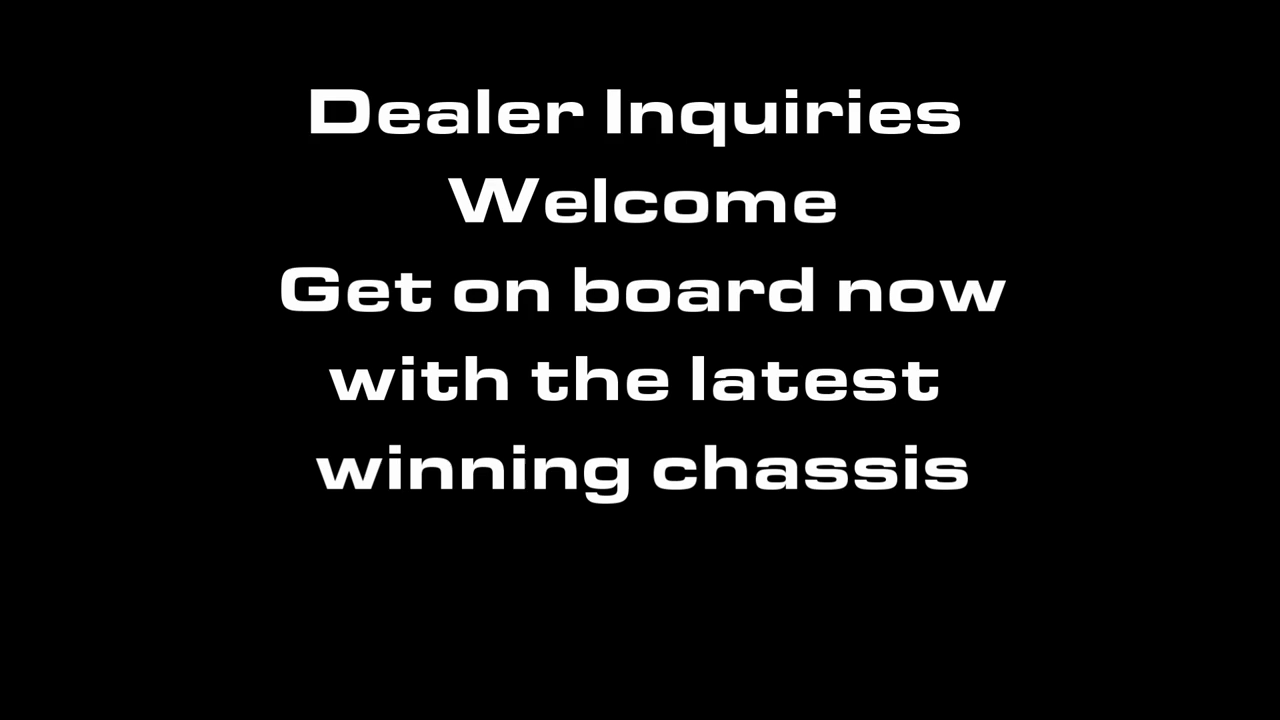 Dealer Inquiries
Welcome
Get on board now
with the latest
winning chassis